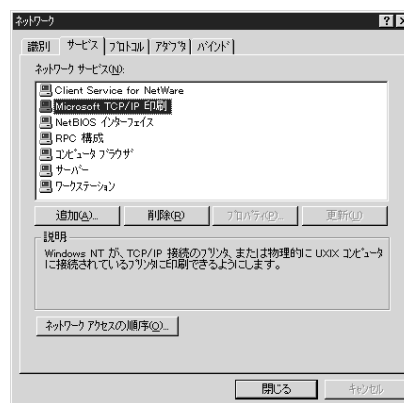 ネットワーク
識別 サービス プロトコル アダプタ バインド
ネットワーク サービス(N):
Client Service for NetWare
Microsoft TCP/IP 印刷
NetBIOS インターフェイス
RPC 構成
コンピュータ ブラウザ
サーバー
ワークステーション
追加(A)... 削除(R) プロパティ(P)... 更新(U)
説明
Windows NT が、TCP/IP 接続のプリンタ、または物理的に UXIX コンピュータ
に接続されているプリンタに印刷できるようにします。
ネットワーク アクセスの順序(O)...
閉じる キャンセル